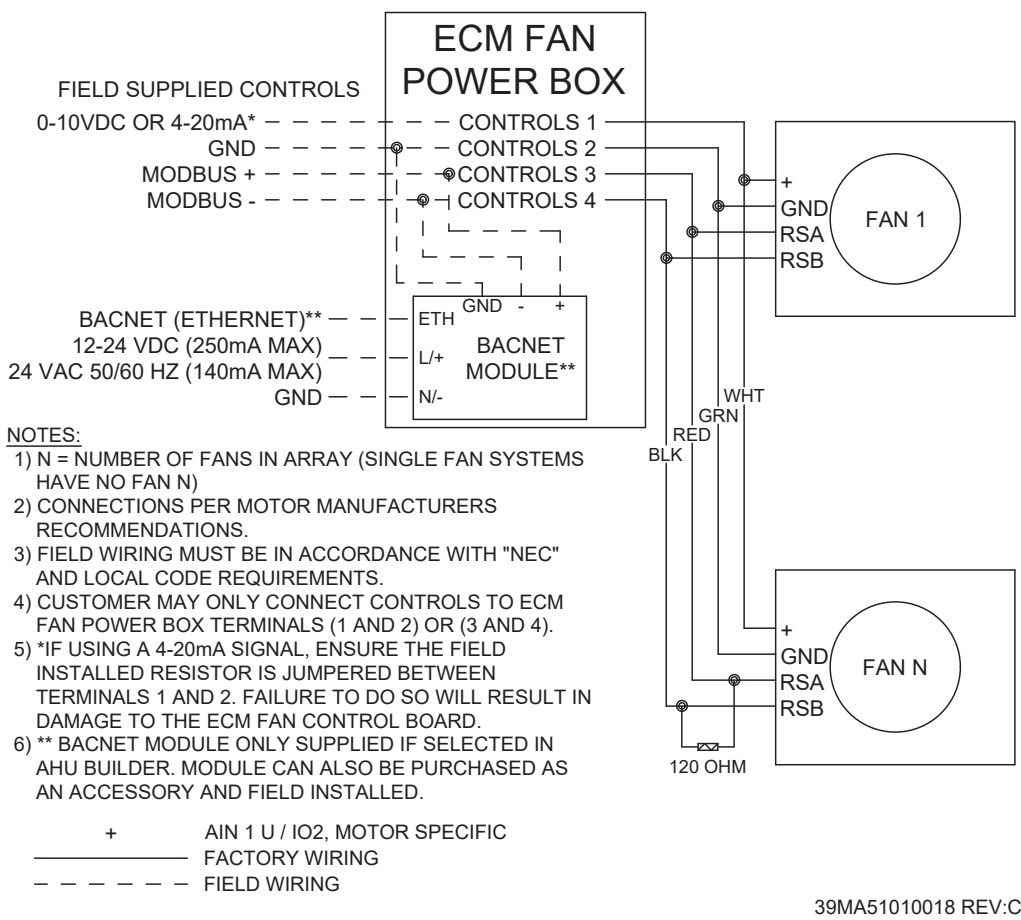 ECM FAN
POWER BOX
FIELD SUPPLIED CONTROLS
0-10VDC OR 4-20mA*
CONTROLS 1
GND
CONTROLS 2
MODBUS +
CONTROLS 3
MODBUS -
CONTROLS 4
+
GND
RSA
RSB
FAN 1
GND - +
BACNET (ETHERNET)**
ETH
12-24 VDC (250mA MAX)
24 VAC 50/60 HZ (140mA MAX)
L/+
BACNET
MODULE**
GND
N/-
WHT
GRN
RED
BLK
NOTES:
1) N = NUMBER OF FANS IN ARRAY (SINGLE FAN SYSTEMS
HAVE NO FAN N)
2) CONNECTIONS PER MOTOR MANUFACTURERS
RECOMMENDATIONS.
3) FIELD WIRING MUST BE IN ACCORDANCE WITH "NEC"
AND LOCAL CODE REQUIREMENTS.
4) CUSTOMER MAY ONLY CONNECT CONTROLS TO ECM
FAN POWER BOX TERMINALS (1 AND 2) OR (3 AND 4).
5) *IF USING A 4-20mA SIGNAL, ENSURE THE FIELD
INSTALLED RESISTOR IS JUMPERED BETWEEN
TERMINALS 1 AND 2. FAILURE TO DO SO WILL RESULT IN
DAMAGE TO THE ECM FAN CONTROL BOARD.
6) ** BACNET MODULE ONLY SUPPLIED IF SELECTED IN
AHU BUILDER. MODULE CAN ALSO BE PURCHASED AS
AN ACCESSORY AND FIELD INSTALLED.
+
GND
RSA
RSB
FAN N
120 OHM
+ AIN 1 U / IO2, MOTOR SPECIFIC
FACTORY WIRING
FIELD WIRING
39MA51010018 REV:C